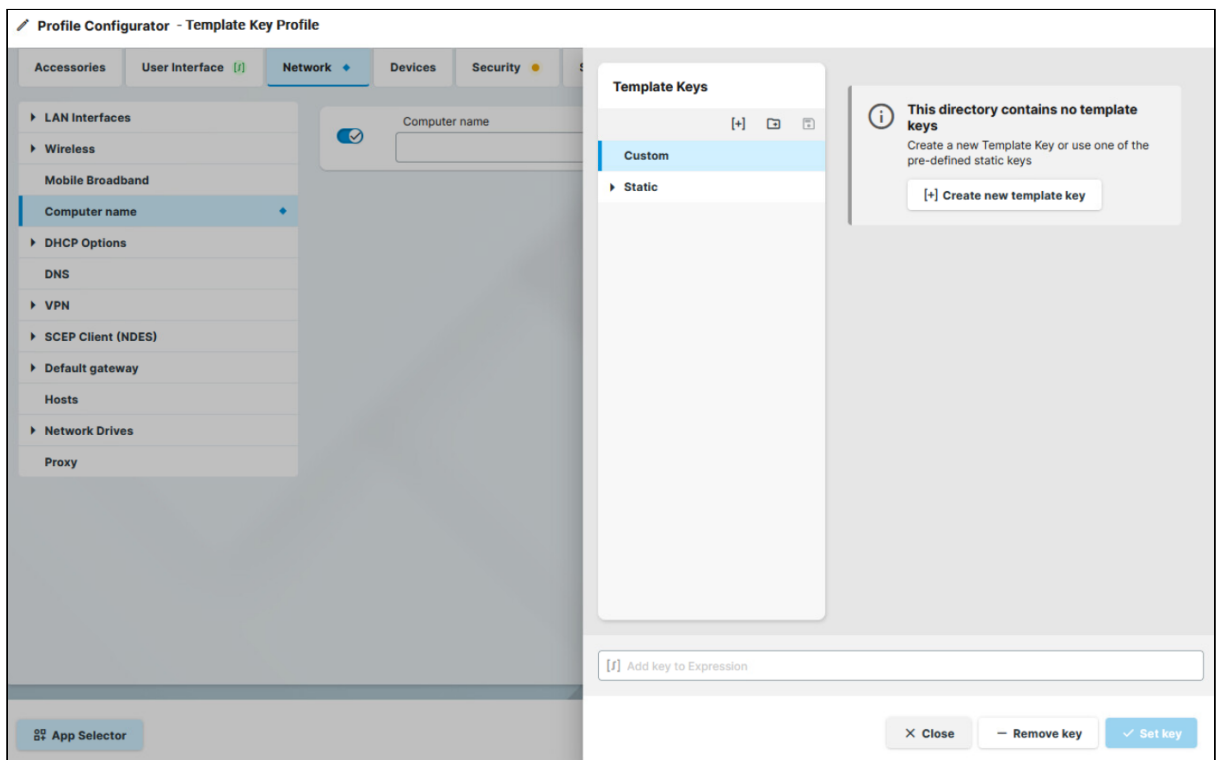 Profile Configurator - Template Key Profile
Accessories
User Interface [ƒ]
Network
Devices
Security
LAN Interfaces
Wireless
Mobile Broadband
Computer name
DHCP Options
DNS
VPN
SCEP Client (NDES)
Default gateway
Hosts
Network Drives
Proxy
Computer name
Template Keys
[+]
Custom
Static
This directory contains no template
keys
Create a new Template Key or use one of the
pre-defined static keys
[+] Create new template key
[ƒ] Add key to Expression
App Selector
Close
Remove key
Set key